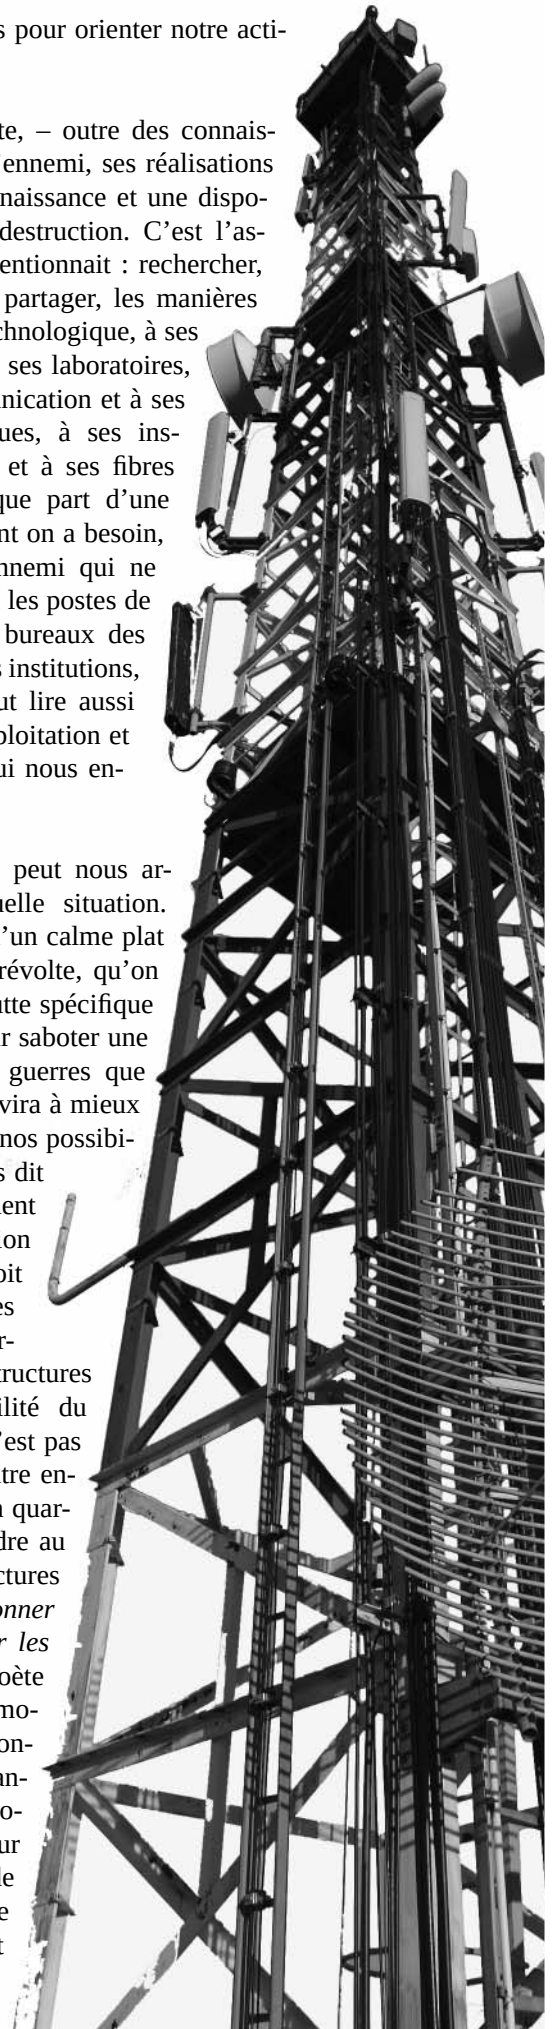 s pour orienter notre acti-
te, – outre des connais-
'ennemi, ses réalisations
naissance et une dispo-
destruction. C'est l'as-
entionnait : rechercher,
partager, les manières
chnologique, à ses
ses laboratoires,
nication et à ses
ues, à ses ins-
et à ses fibres
que part d'une
nt on a besoin,
nnemi qui ne
les postes de
bureaux des
s institutions,
ut lire aussi
ploitation et
ui nous en-
peut nous ar-
uelle situation.
'un calme plat
révolte, qu'on
utte spécifique
r saboter une
guerres que
vira à mieux
nos possibi-
s dit
ent
ion
oit
es
r-
tructures
ilité du
'est pas
tre en-
n quar-
dre au
ctures
onner
r les
oète
mo-
on-
an-
o-
ur
le
e
t